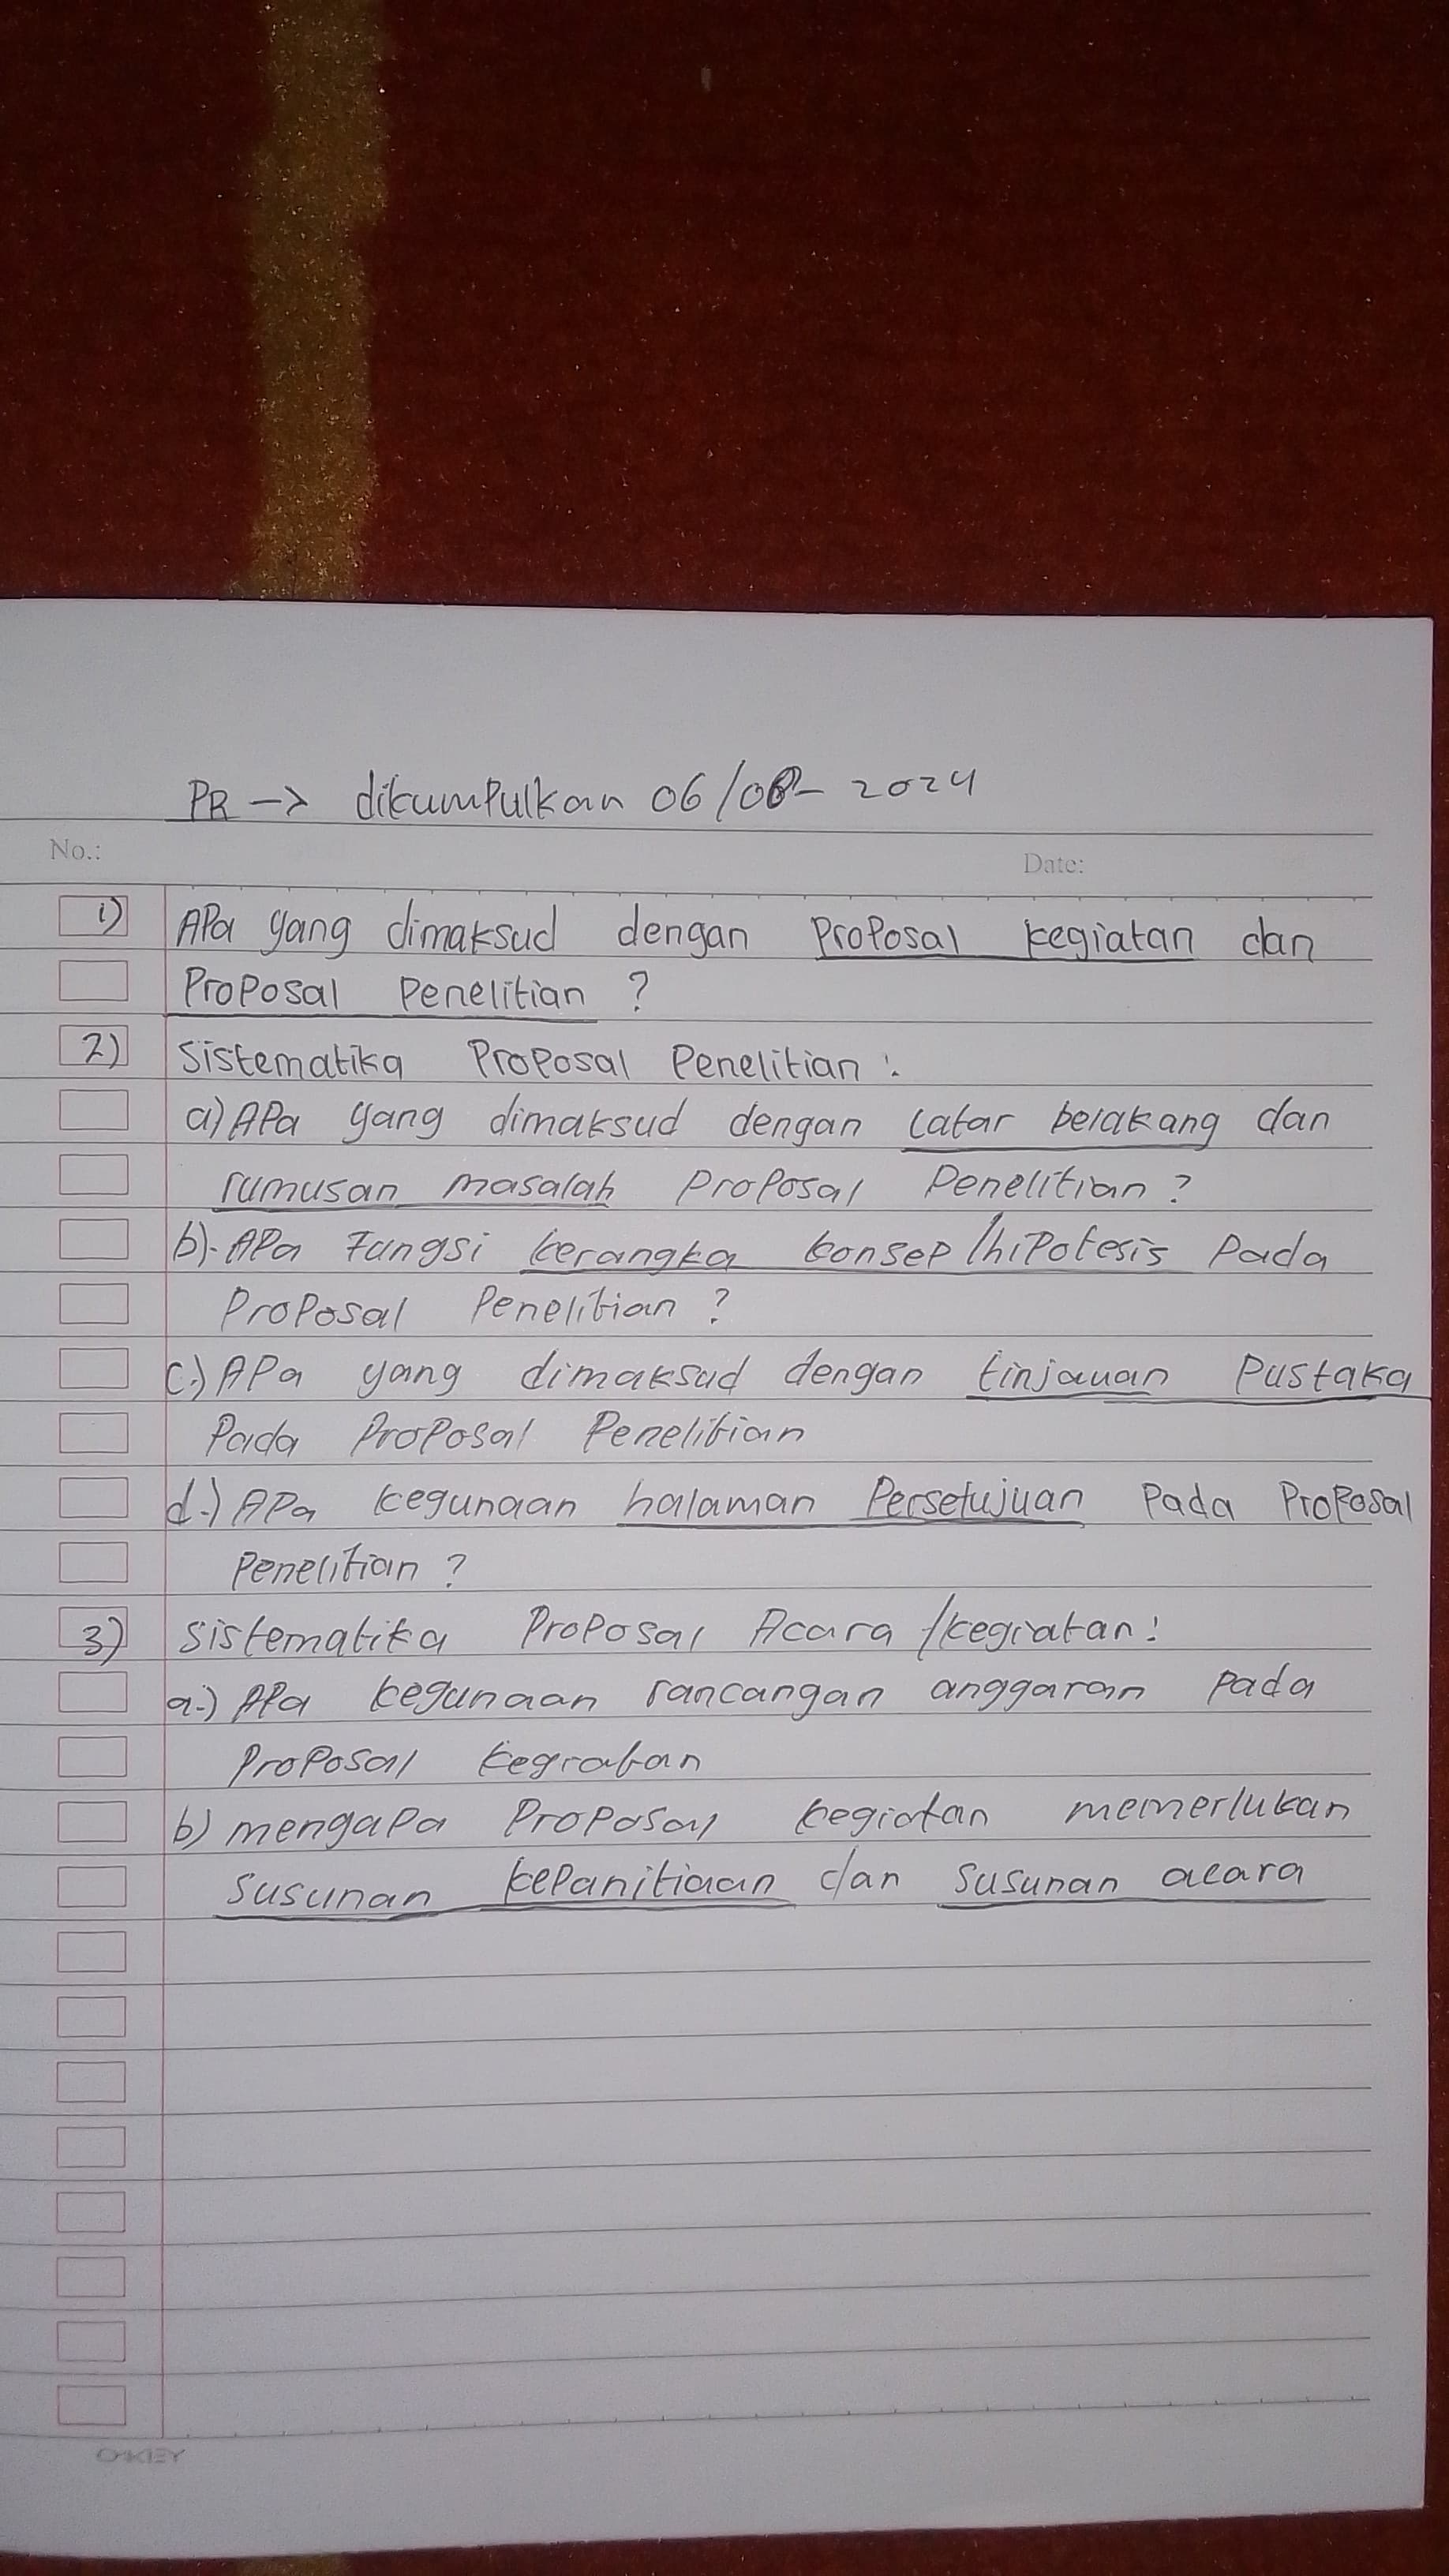 PR -> dikumpulkan 06/08-2024
No.:
Date:
1) Apa yang dimaksud dengan Proposal kegiatan dan
Proposal Penelitian ?
2) Sistematika Proposal Penelitian :
a) Apa yang dimaksud dengan Latar belakang dan
rumusan masalah Proposal Penelitian ?
b). Apa Fungsi kerangka konsep/hipotesis Pada
Proposal Penelitian ?
c.) Apa yang dimaksud dengan tinjauan Pustaka
Pada Proposal Penelitian
d.) Apa kegunaan halaman Persetujuan Pada Proposal
Penelitian ?
3) Sistematika Proposal Acara/kegiatan :
a.) Apa kegunaan rancangan anggaran Pada
Proposal kegiatan
b) mengapa Proposal kegiatan memerlukan
susunan kepanitiaan dan susunan acara
OKEY